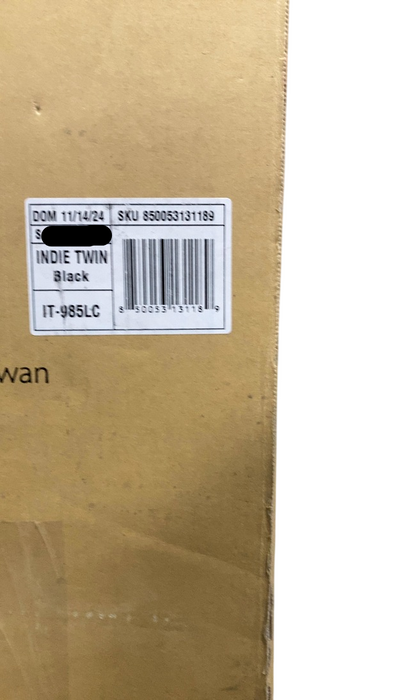 DOM 11/14/24 SKU 850053131189
S
INDIE TWIN
Black
IT-985LC
8 50053 13118 9
wan